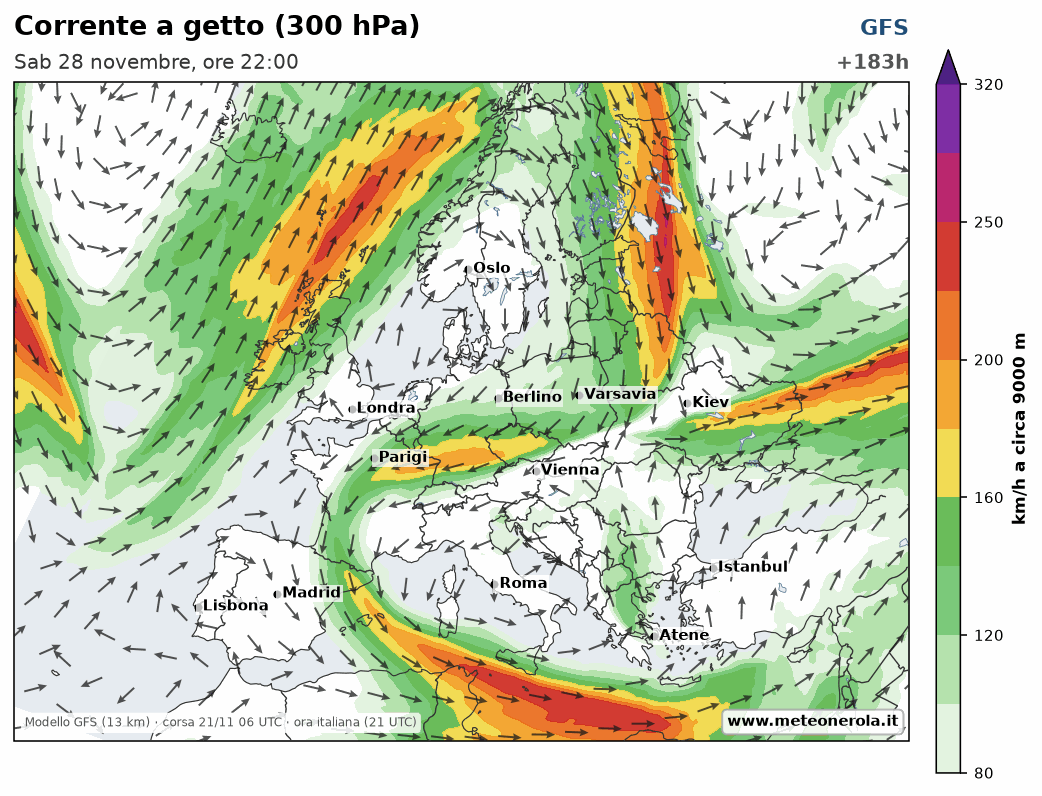 Corrente a getto (300 hPa)
GFS
Sab 28 novembre, ore 22:00
+183h
320
250
200
160
120
80
km/h a circa 9000 m
Oslo
Berlino
Varsavia
Kiev
Londra
Parigi
Vienna
Istanbul
Roma
Madrid
Lisbona
Atene
Modello GFS (13 km) · corsa 21/11 06 UTC · ora italiana (21 UTC)
www.meteonerola.it